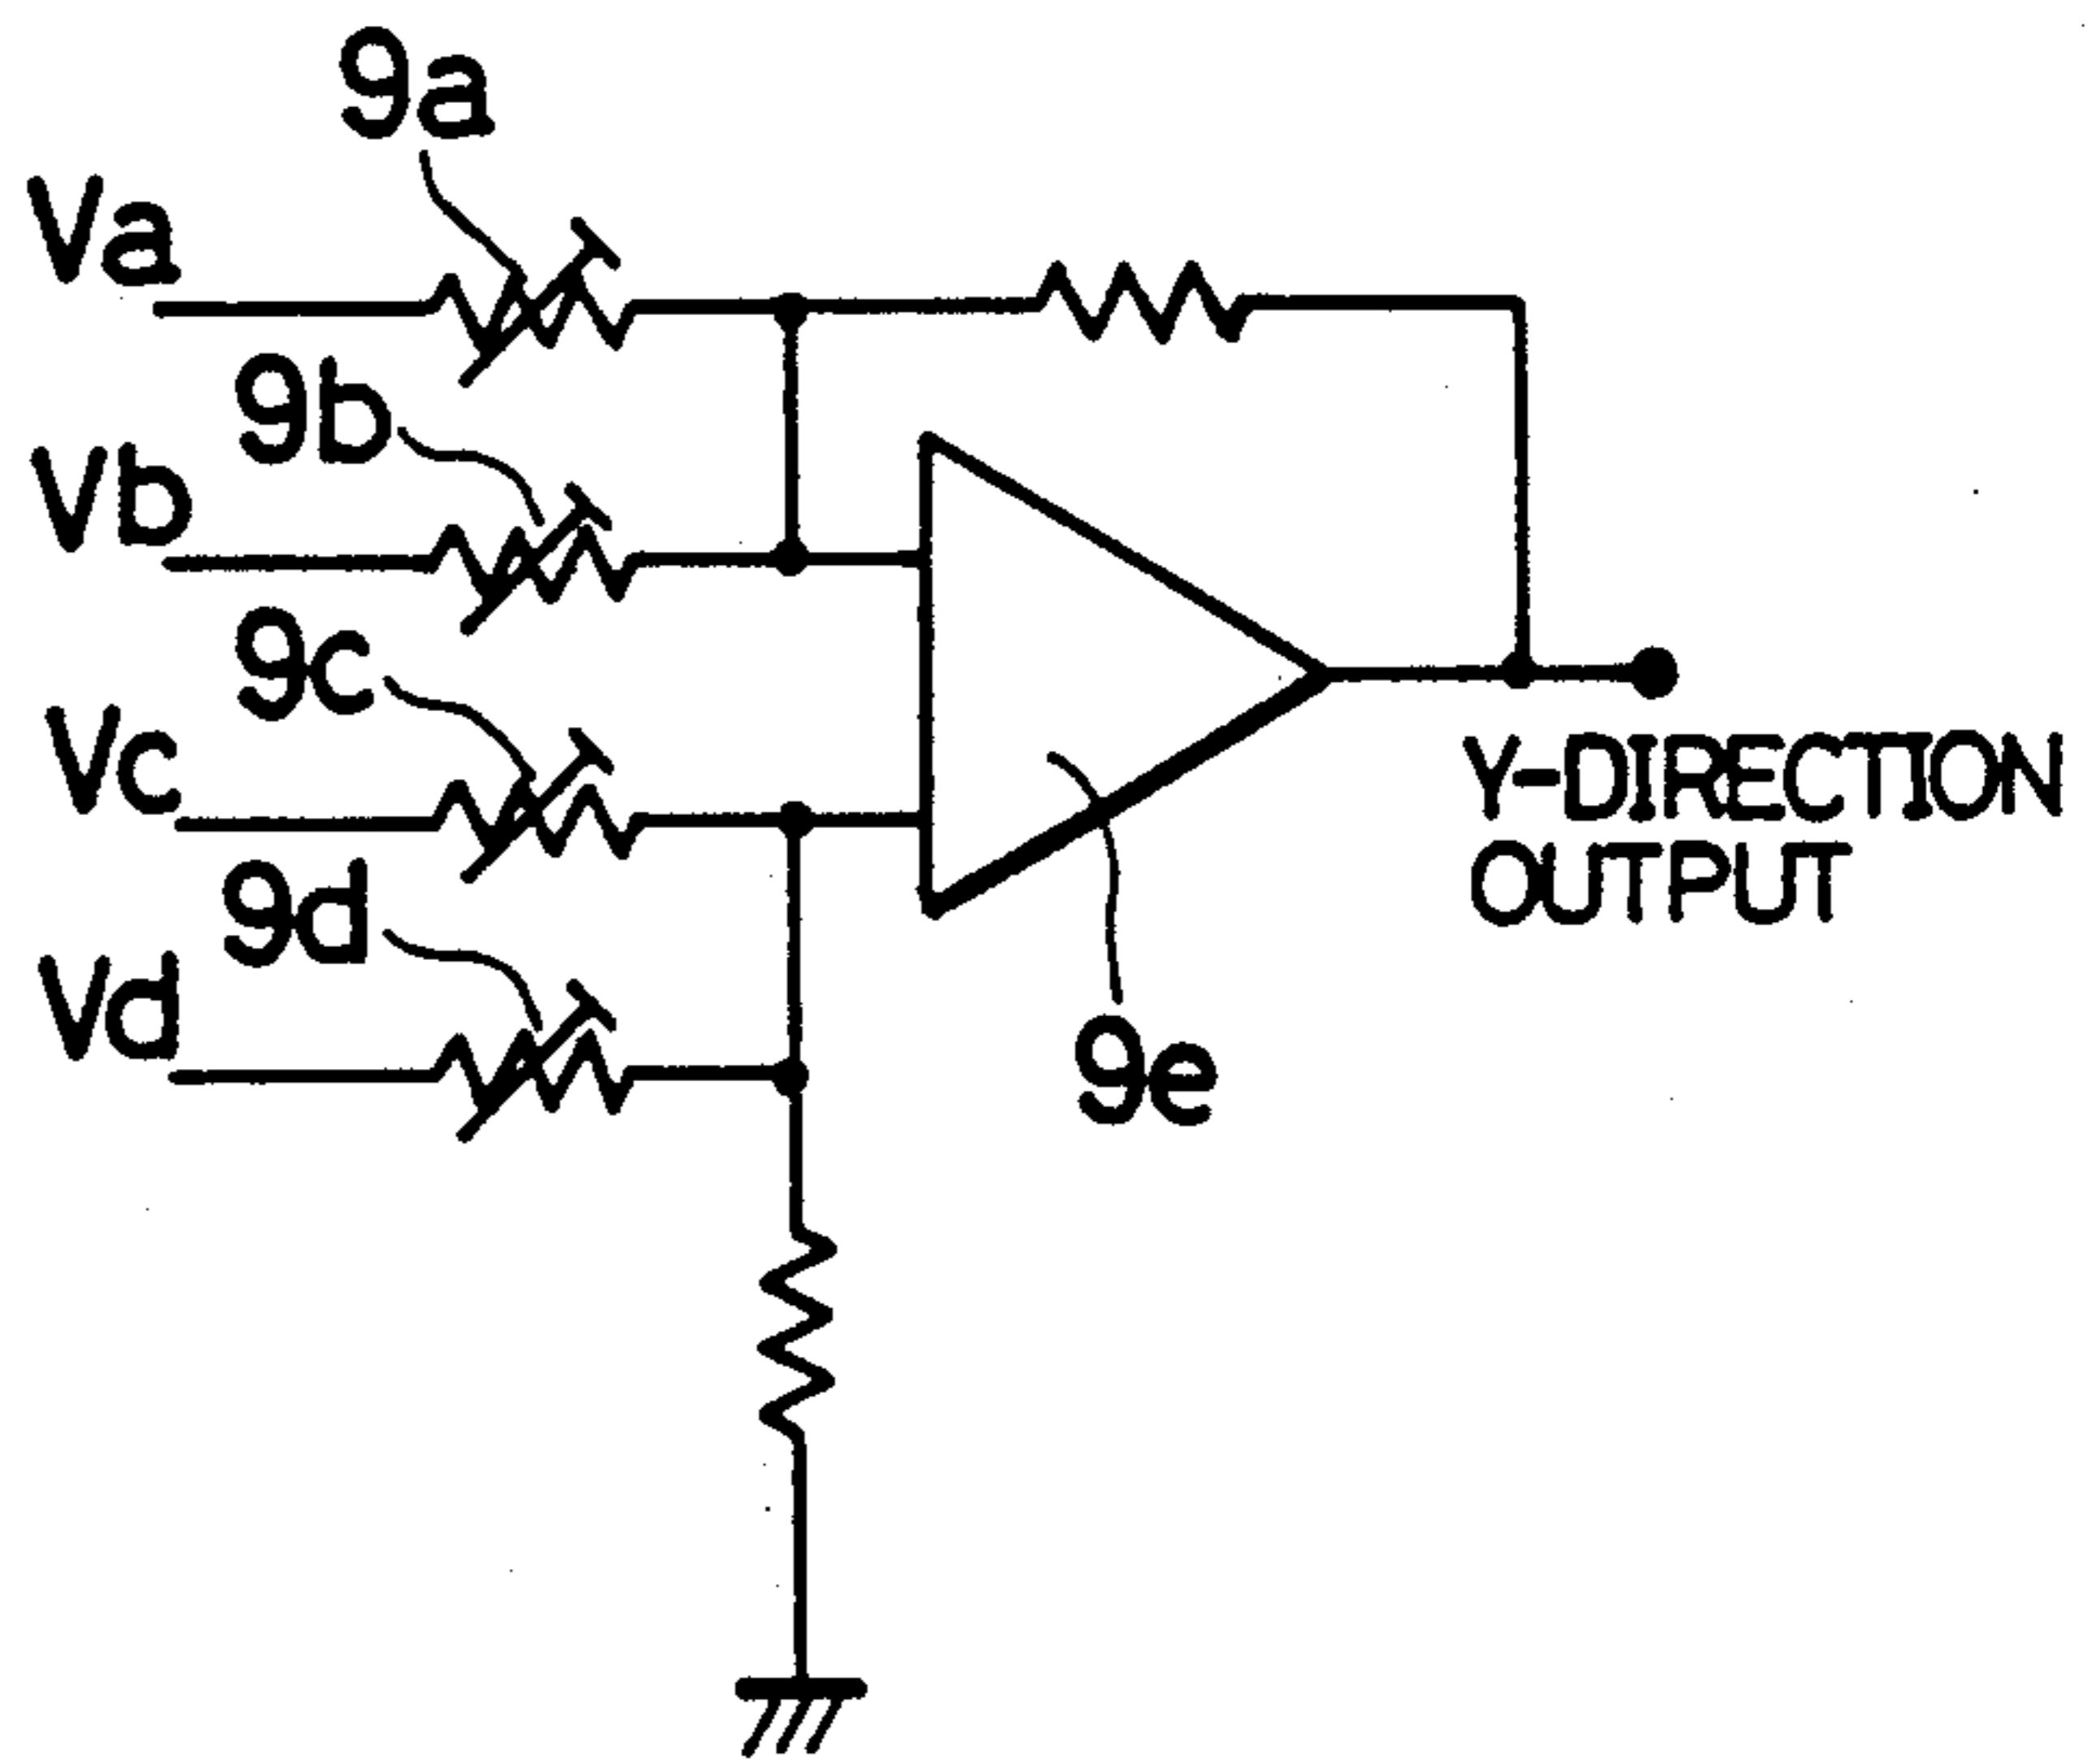 9a
Va
9b
Vb
9c
Vc
Y-DIRECTION
OUTPUT
9d
Vd
9e